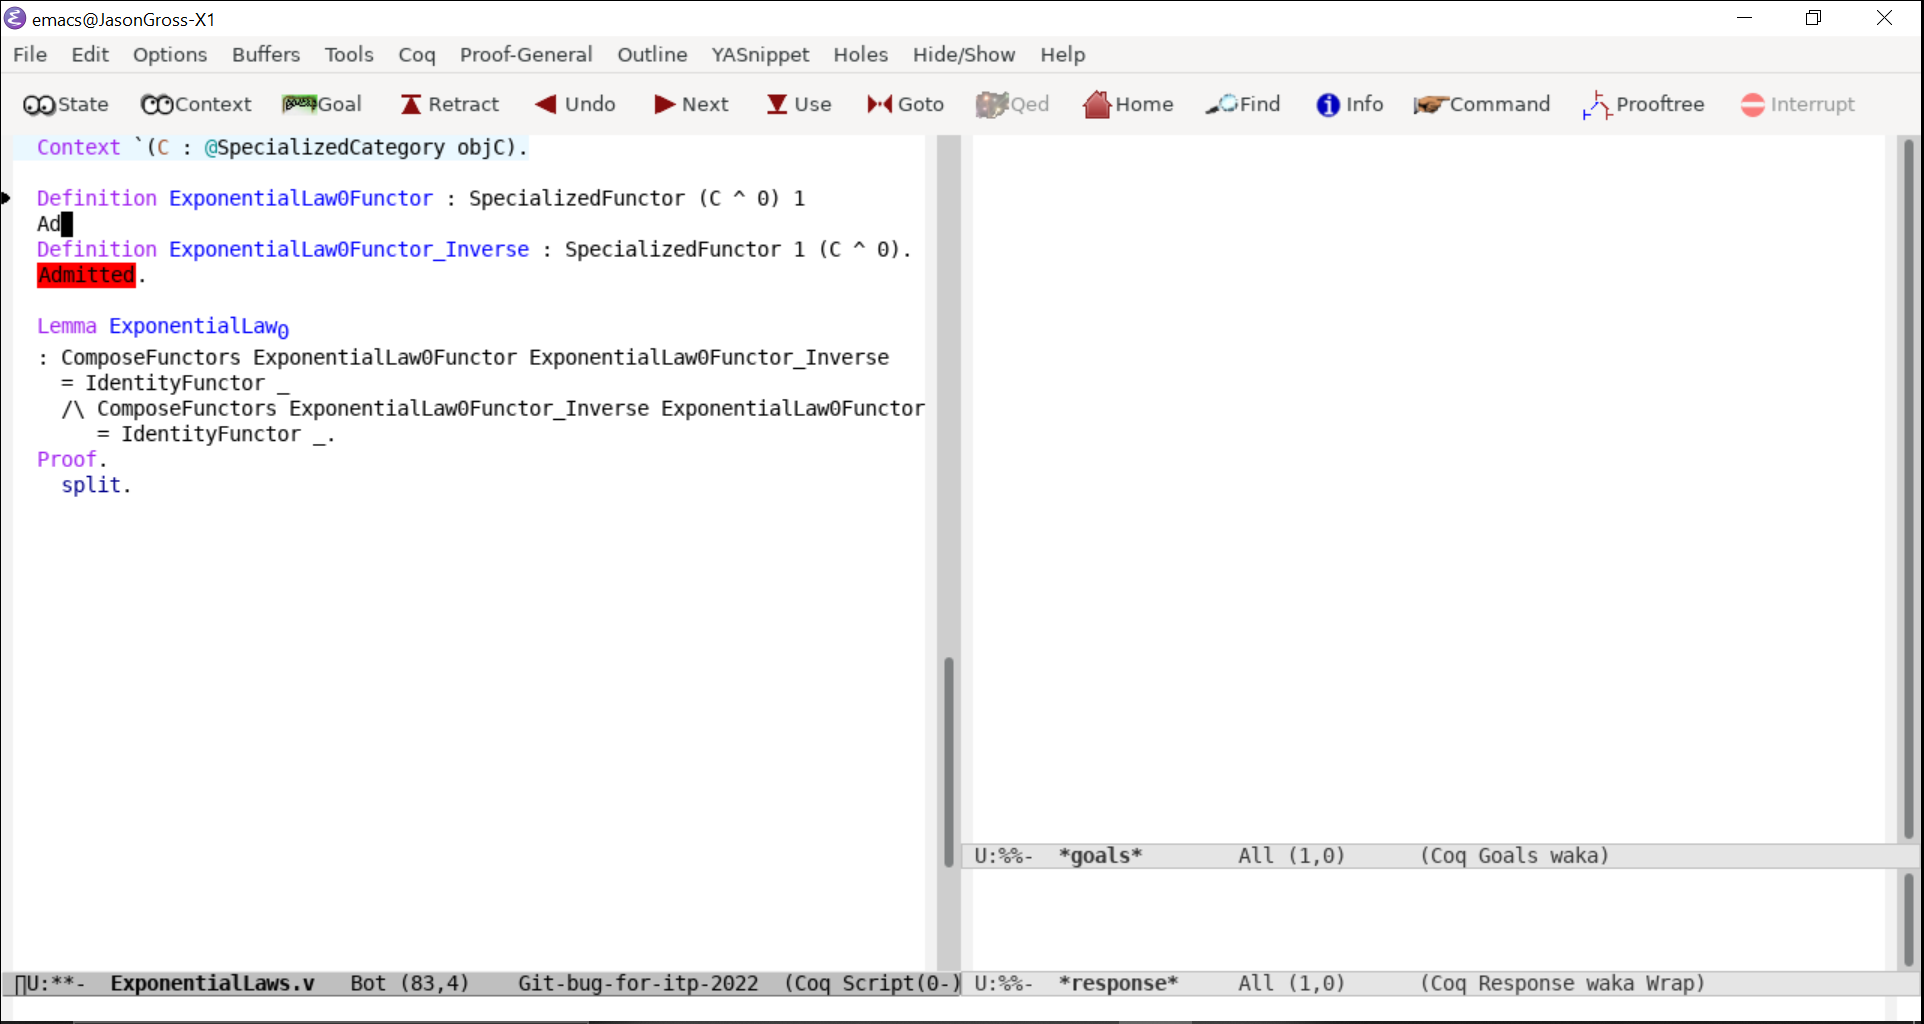 emacs@JasonGross-X1
File Edit Options Buffers Tools Coq Proof-General Outline YASnippet Holes Hide/Show Help
State Context Goal Retract Undo Next Use Goto Qed Home Find Info Command Prooftree Interrupt
Context `(C : @SpecializedCategory objC).
Definition ExponentialLaw0Functor : SpecializedFunctor (C ^ 0) 1
Ad
Definition ExponentialLaw0Functor_Inverse : SpecializedFunctor 1 (C ^ 0).
Admitted.
Lemma ExponentialLaw0
: ComposeFunctors ExponentialLaw0Functor ExponentialLaw0Functor_Inverse
= IdentityFunctor _
/\ ComposeFunctors ExponentialLaw0Functor_Inverse ExponentialLaw0Functor
= IdentityFunctor _.
Proof.
split.
U:**- ExponentialLaws.v Bot (83,4) Git-bug-for-itp-2022 (Coq Script(0-)
U:%%- *goals* All (1,0) (Coq Goals waka)
U:%%- *response* All (1,0) (Coq Response waka Wrap)